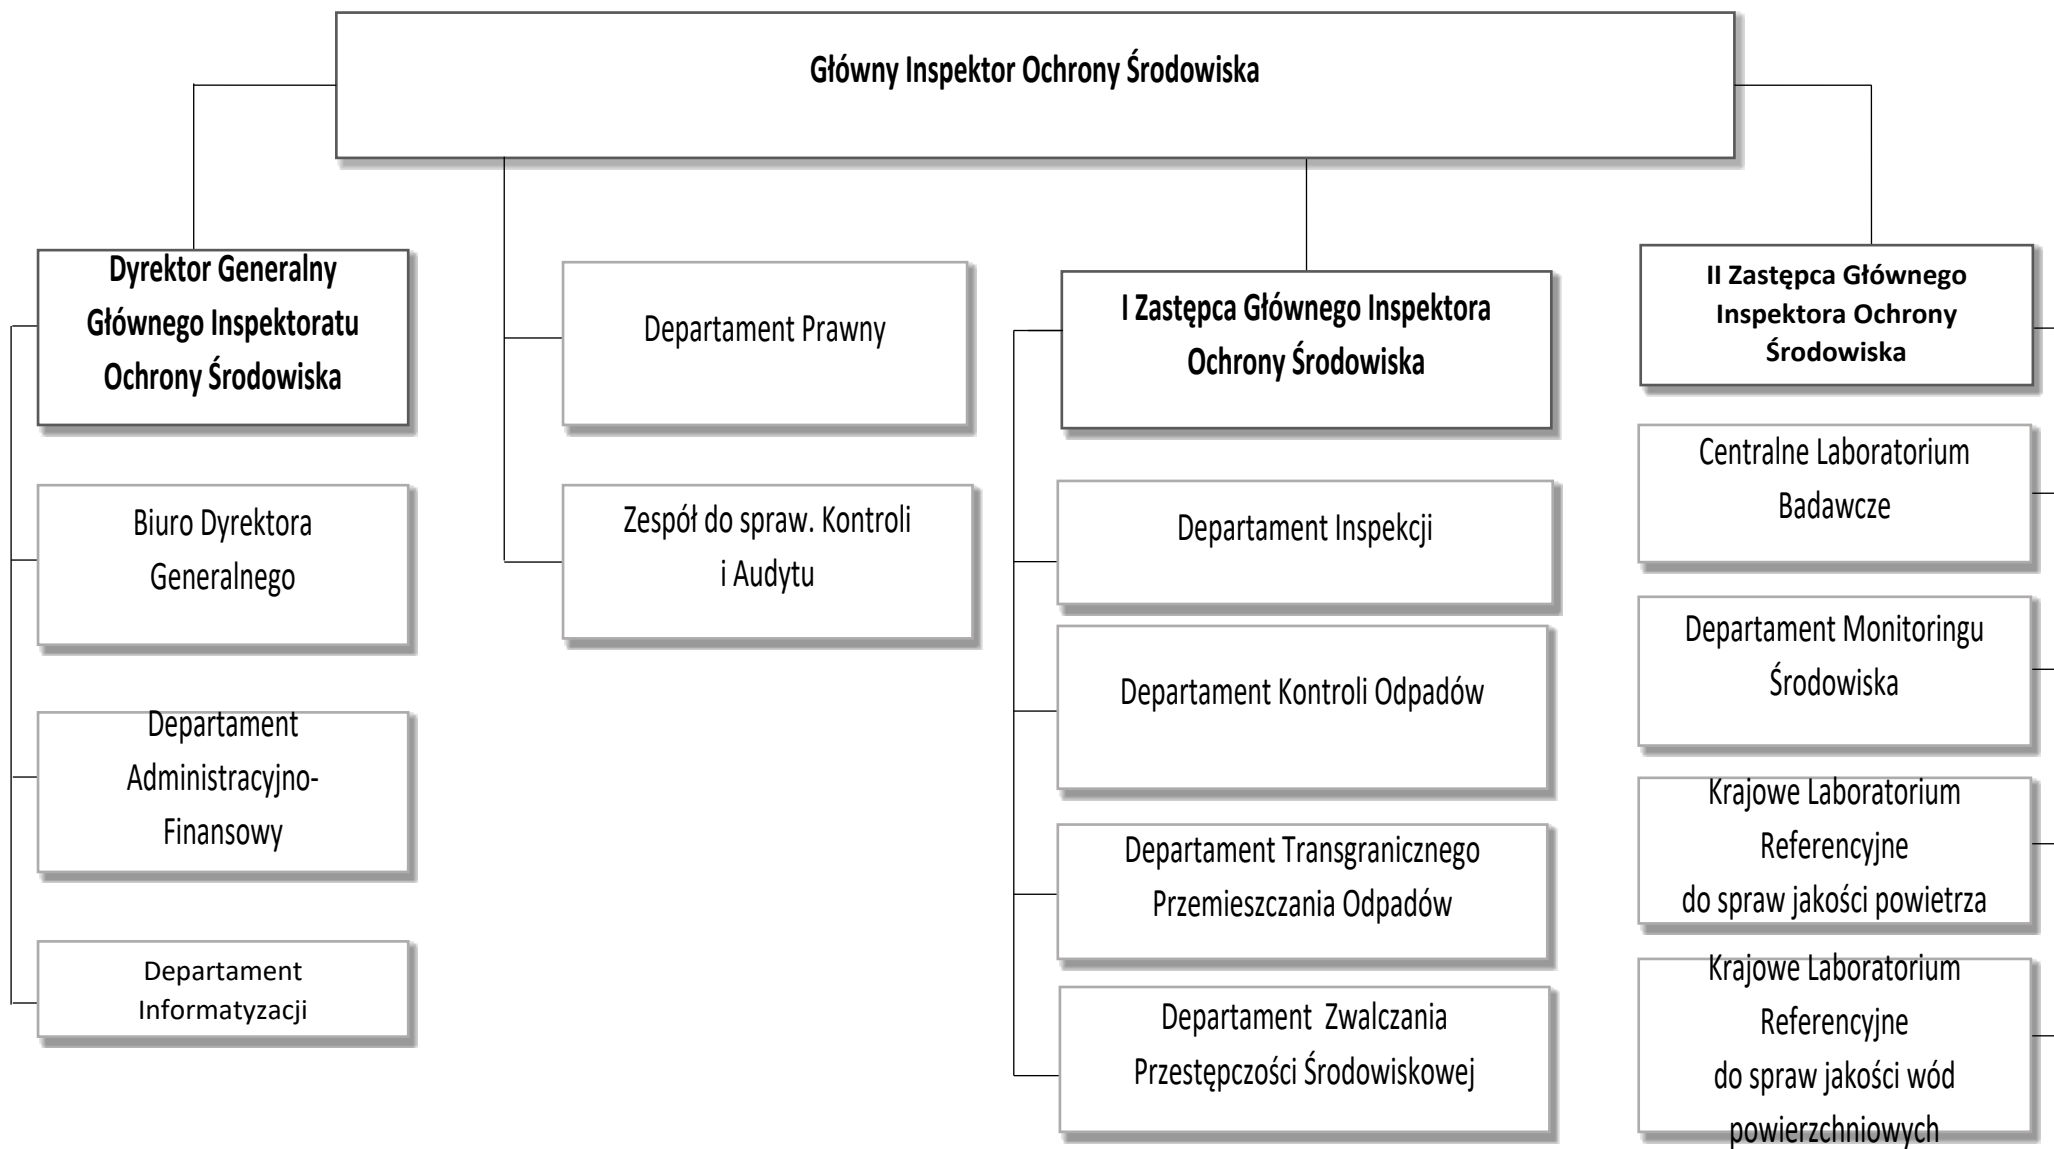 Główny Inspektor Ochrony Środowiska
Dyrektor Generalny
Głównego Inspektoratu
Ochrony Środowiska
Biuro Dyrektora
Generalnego
Departament
Administracyjno-
Finansowy
Departament
Informatyzacji
Departament Prawny
Zespół do spraw. Kontroli
i Audytu
I Zastępca Głównego Inspektora
Ochrony Środowiska
Departament Inspekcji
Departament Kontroli Odpadów
Departament Transgranicznego
Przemieszczania Odpadów
Departament Zwalczania
Przestępczości Środowiskowej
II Zastępca Głównego
Inspektora Ochrony
Środowiska
Centralne Laboratorium
Badawcze
Departament Monitoringu
Środowiska
Krajowe Laboratorium
Referencyjne
do spraw jakości powietrza
Krajowe Laboratorium
Referencyjne
do spraw jakości wód
powierzchniowych